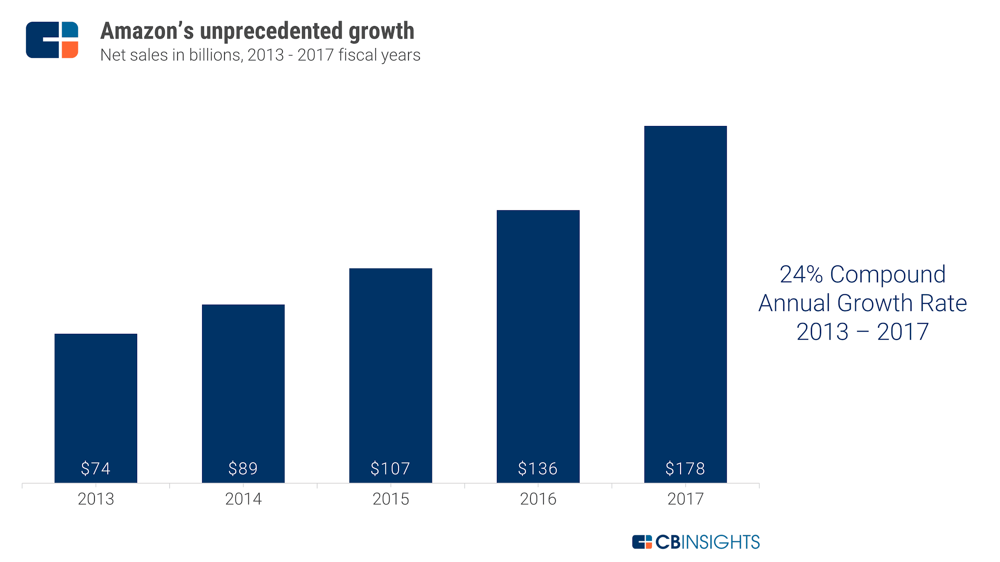 Amazon’s unprecedented growth
Net sales in billions, 2013 - 2017 fiscal years
24% Compound
Annual Growth Rate
2013 – 2017
$74
$89
$107
$136
$178
2013
2014
2015
2016
2017
CBINSIGHTS